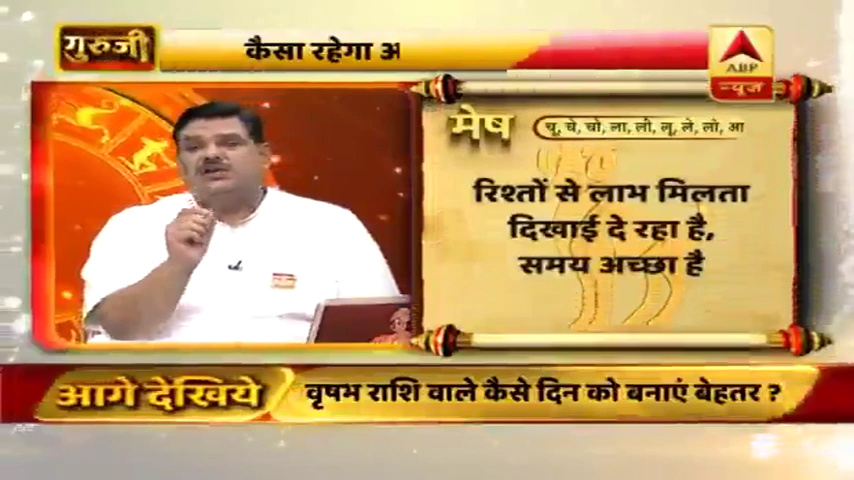 गुरुजी
कैसा रहेगा अ
ABP
न्यूज़
मेष
चू, चे, चो, ला, ली, लू, ले, लो, आ
रिश्तों से लाभ मिलता
दिखाई दे रहा है,
समय अच्छा है
आगे देखिये
वृषभ राशि वाले कैसे दिन को बनाएं बेहतर ?